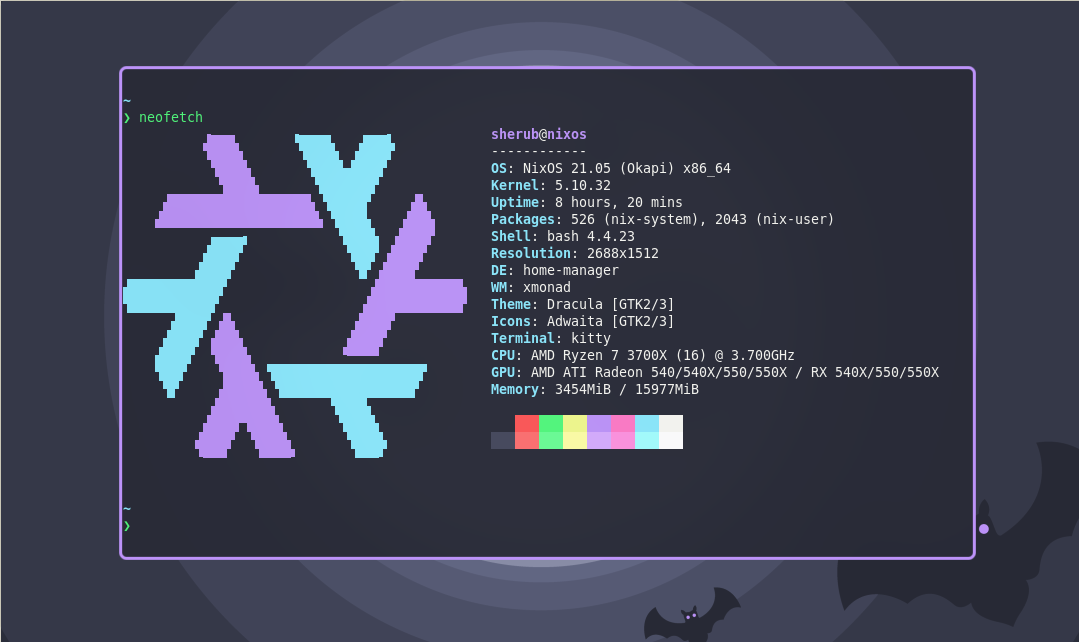 ~
❯ neofetch
sherub@nixos
------------
OS: NixOS 21.05 (Okapi) x86_64
Kernel: 5.10.32
Uptime: 8 hours, 20 mins
Packages: 526 (nix-system), 2043 (nix-user)
Shell: bash 4.4.23
Resolution: 2688x1512
DE: home-manager
WM: xmonad
Theme: Dracula [GTK2/3]
Icons: Adwaita [GTK2/3]
Terminal: kitty
CPU: AMD Ryzen 7 3700X (16) @ 3.700GHz
GPU: AMD ATI Radeon 540/540X/550/550X / RX 540X/550/550X
Memory: 3454MiB / 15977MiB
~
❯